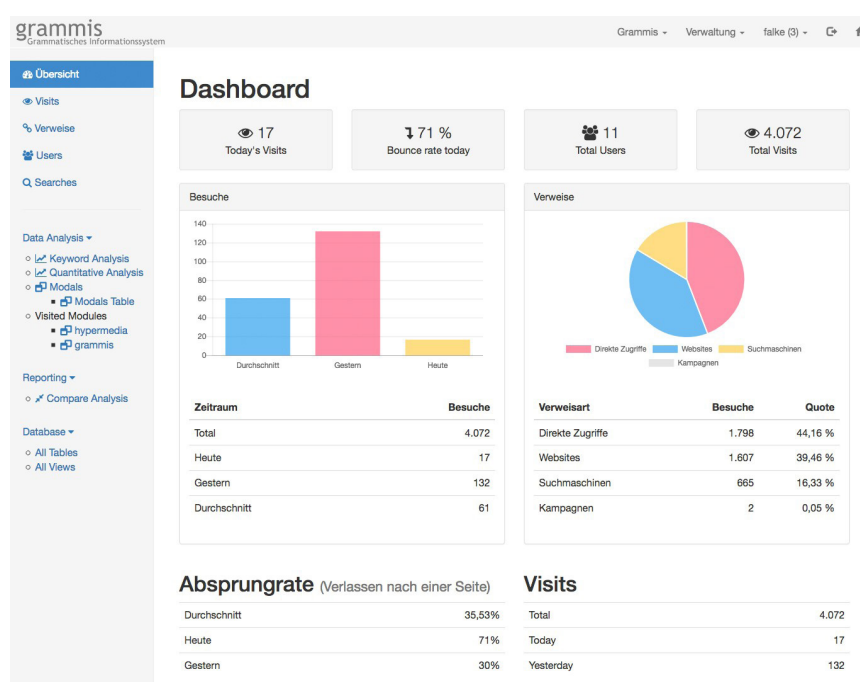 grammis
Grammatisches Informationssystem
Grammis Verwaltung falke (3)
Übersicht
Visits
Verweise
Users
Searches
Data Analysis
Keyword Analysis
Quantitative Analysis
Modals
Modals Table
Visited Modules
hypermedia
grammis
Reporting
Compare Analysis
Database
All Tables
All Views
Dashboard
17
Today's Visits
71 %
Bounce rate today
11
Total Users
4.072
Total Visits
Besuche
140
120
100
80
60
40
20
0
Durchschnitt Gestern Heute
Zeitraum Besuche
Total 4.072
Heute 17
Gestern 132
Durchschnitt 61
Verweise
Direkte Zugriffe Websites Suchmaschinen
Kampagnen
Verweisart Besuche Quote
Direkte Zugriffe 1.798 44,16 %
Websites 1.607 39,46 %
Suchmaschinen 665 16,33 %
Kampagnen 2 0,05 %
Absprungrate (Verlassen nach einer Seite)
Durchschnitt 35,53%
Heute 71%
Gestern 30%
Visits
Total 4.072
Today 17
Yesterday 132